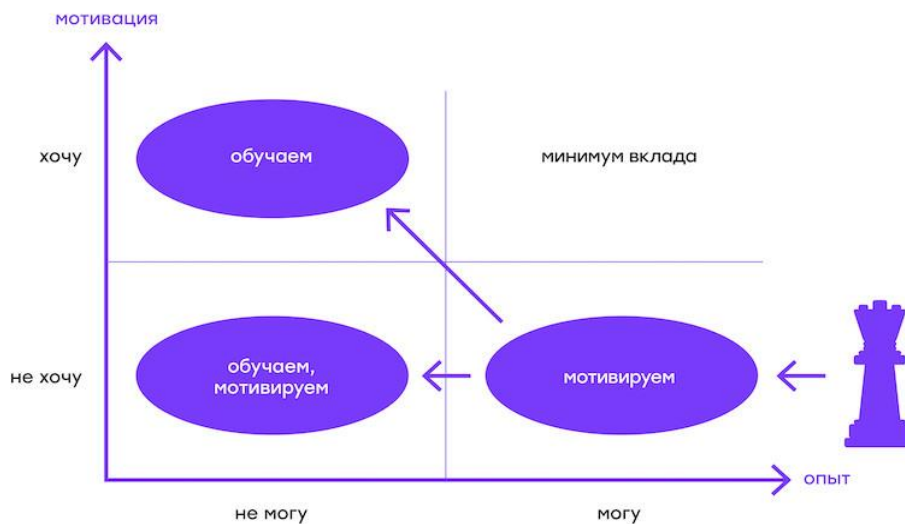 мотивация
хочу
обучаем
минимум вклада
не хочу
обучаем,
мотивируем
мотивируем
опыт
не могу
могу